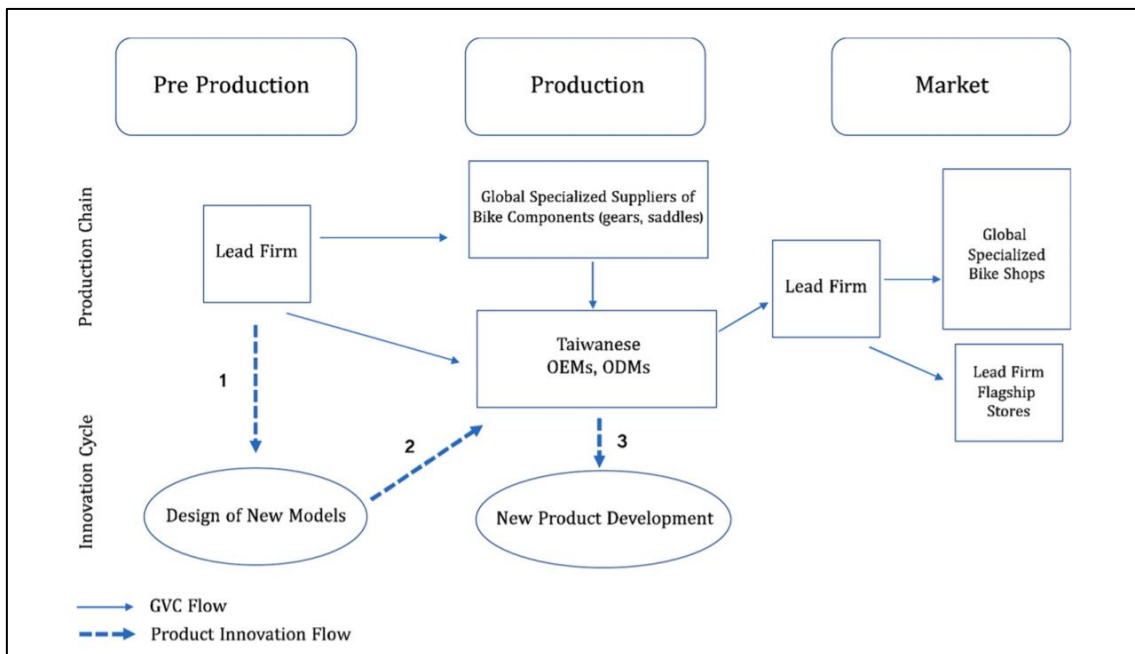 Pre Production
Production
Market
Production Chain
Lead Firm
Global Specialized Suppliers of
Bike Components (gears, saddles)
Taiwanese
OEMs, ODMs
Lead Firm
Global
Specialized
Bike Shops
Lead Firm
Flagship
Stores
Innovation Cycle
1
2
3
Design of New Models
New Product Development
GVC Flow
Product Innovation Flow